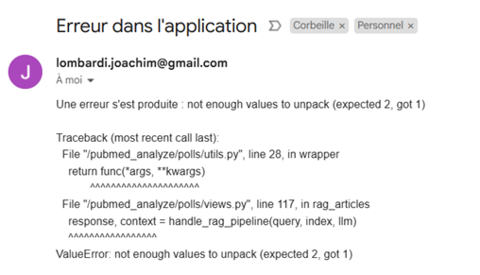 Erreur dans l'application Corbeille × Personnel ×
J
lombardi.joachim@gmail.com
À moi
Une erreur s'est produite : not enough values to unpack (expected 2, got 1)
Traceback (most recent call last):
File "/pubmed_analyze/polls/utils.py", line 28, in wrapper
return func(*args, **kwargs)
^^^^^^^^^^^^^^^^^^^^^
File "/pubmed_analyze/polls/views.py", line 117, in rag_articles
response, context = handle_rag_pipeline(query, index, llm)
^^^^^^^^^^^^^^^^^
ValueError: not enough values to unpack (expected 2, got 1)